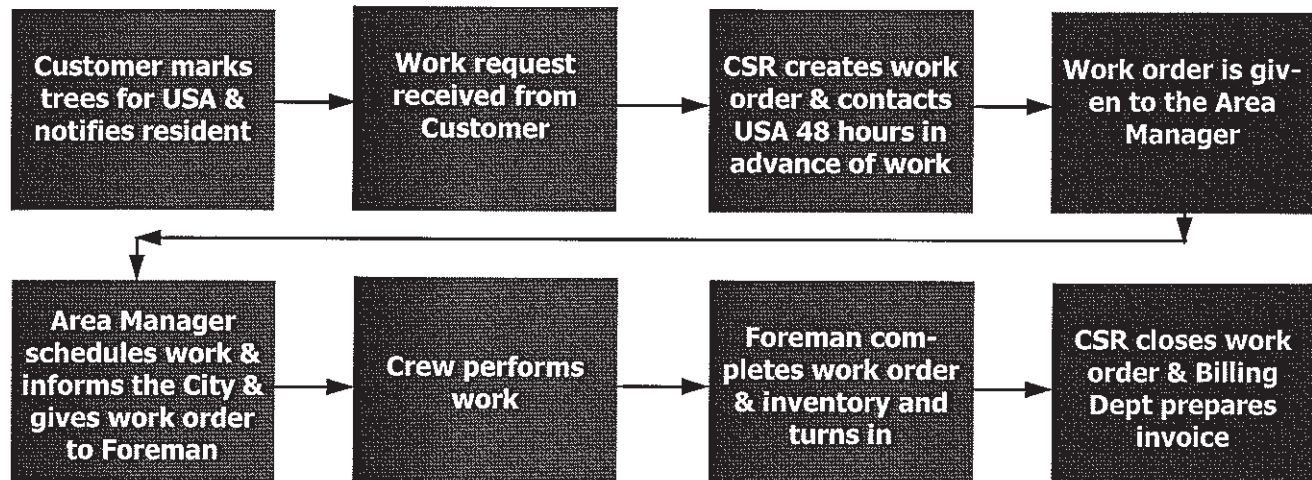 Customer marks
trees for USA &
notifies resident
Work request
received from
Customer
CSR creates work
order & contacts
USA 48 hours in
advance of work
Work order is giv-
en to the Area
Manager
Area Manager
schedules work &
informs the City &
gives work order
to Foreman
Crew performs
work
Foreman com-
pletes work order
& inventory and
turns in
CSR closes work
order & Billing
Dept prepares
invoice